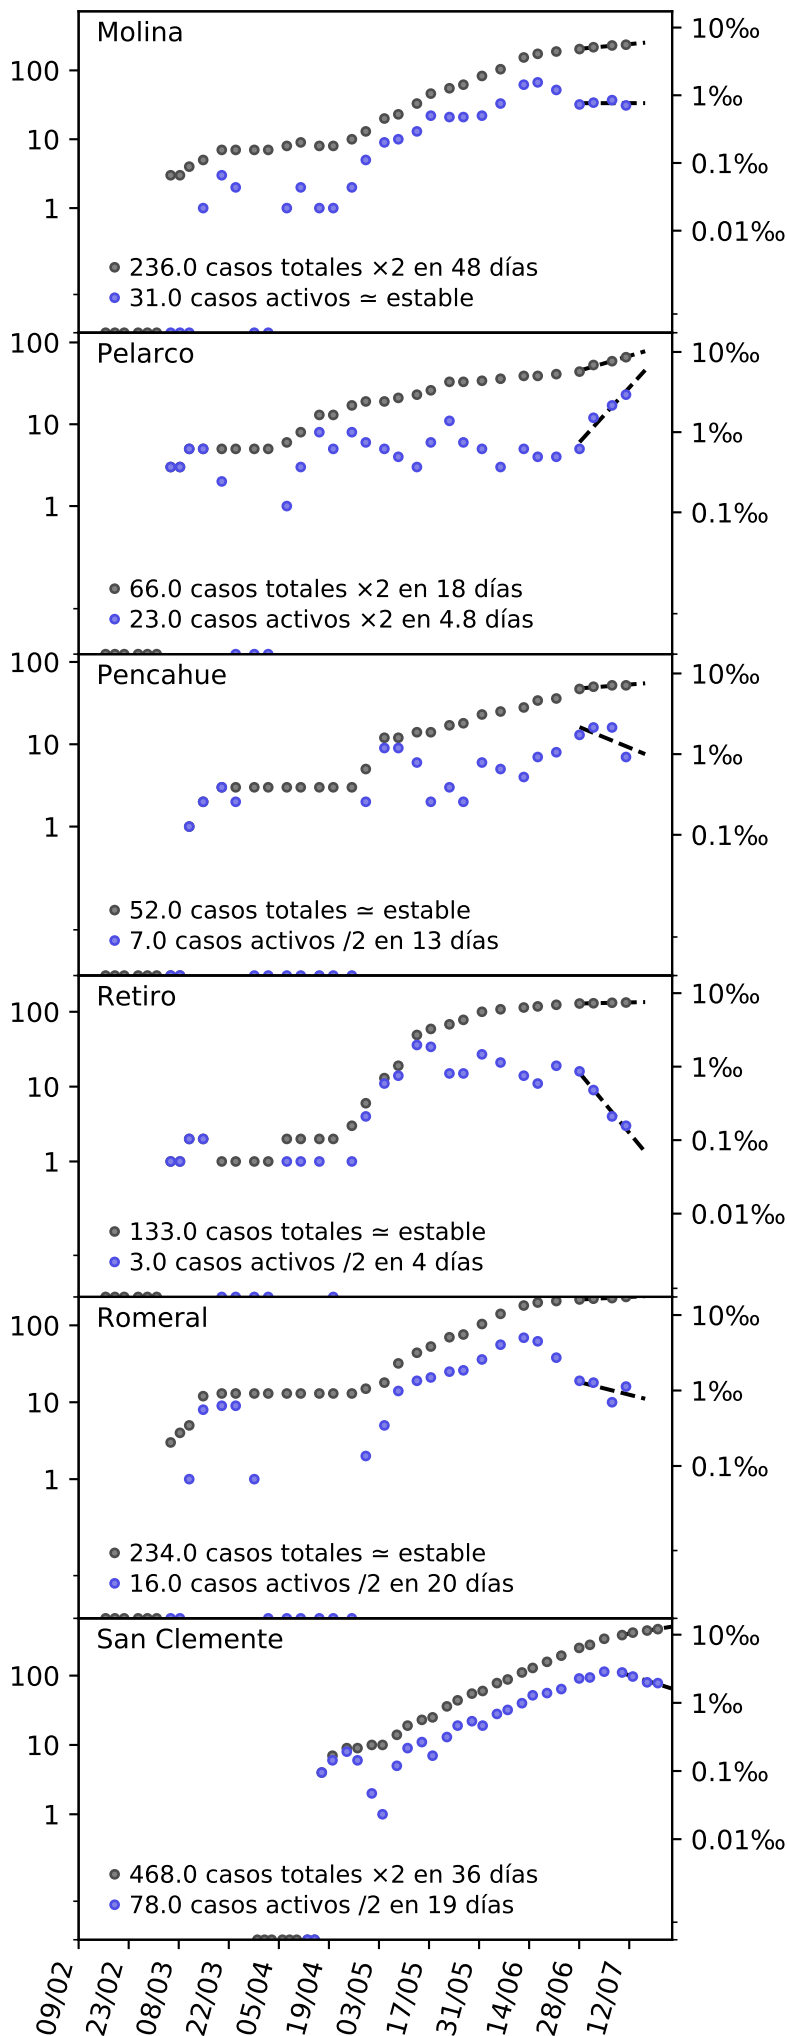 Molina
100
10
1
10‰
1‰
0.1‰
0.01‰
236.0 casos totales ×2 en 48 días
31.0 casos activos ≃ estable
Pelarco
100
10
1
10‰
1‰
0.1‰
66.0 casos totales ×2 en 18 días
23.0 casos activos ×2 en 4.8 días
Pencahue
100
10
1
10‰
1‰
0.1‰
52.0 casos totales ≃ estable
7.0 casos activos /2 en 13 días
Retiro
100
10
1
10‰
1‰
0.1‰
0.01‰
133.0 casos totales ≃ estable
3.0 casos activos /2 en 4 días
Romeral
100
10
1
10‰
1‰
0.1‰
234.0 casos totales ≃ estable
16.0 casos activos /2 en 20 días
San Clemente
100
10
1
10‰
1‰
0.1‰
0.01‰
468.0 casos totales ×2 en 36 días
78.0 casos activos /2 en 19 días
09/02
23/02
08/03
22/03
05/04
19/04
03/05
17/05
31/05
14/06
28/06
12/07